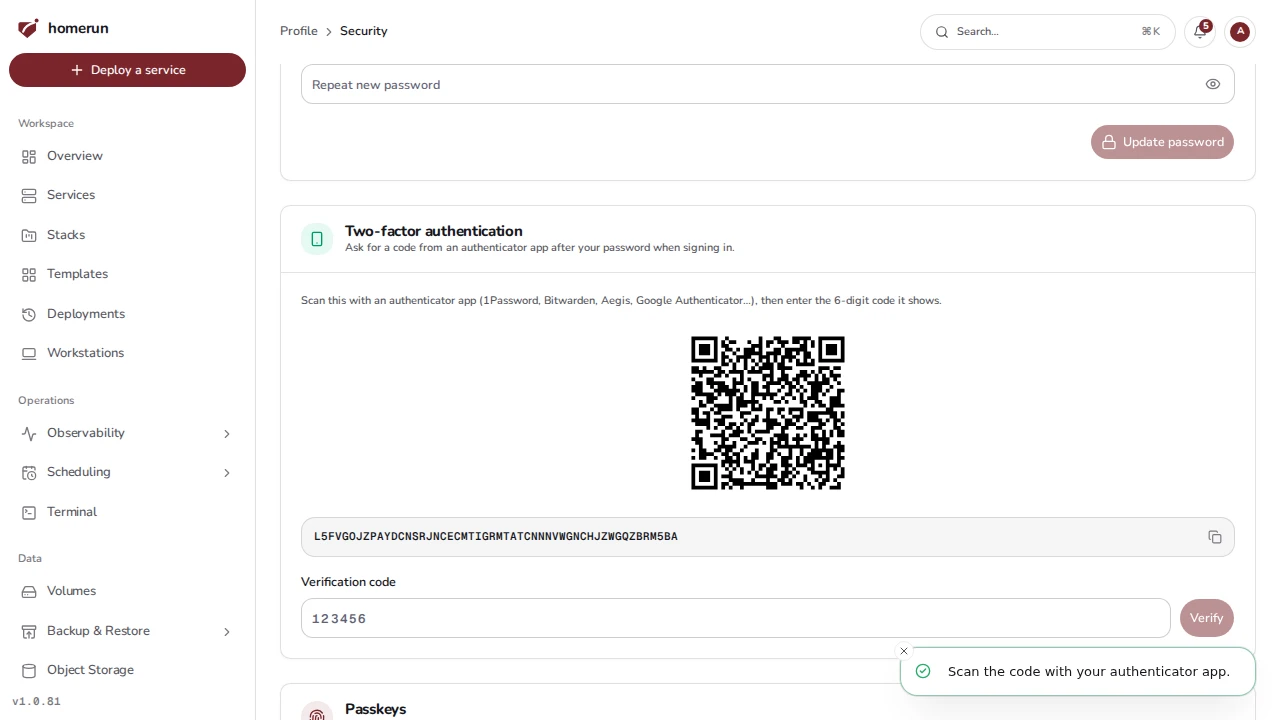 homerun
Profile > Security
Search...
⌘K
5
A
Deploy a service
Workspace
Overview
Services
Stacks
Templates
Deployments
Workstations
Operations
Observability
Scheduling
Terminal
Data
Volumes
Backup & Restore
Object Storage
v1.0.81
Repeat new password
Update password
Two-factor authentication
Ask for a code from an authenticator app after your password when signing in.
Scan this with an authenticator app (1Password, Bitwarden, Aegis, Google Authenticator...), then enter the 6-digit code it shows.
L5FVGOJZPAYDCNSRJNCECMTIGRMTATCNNNVWGNCHJZWGQZBRM5BA
Verification code
123456
Verify
Scan the code with your authenticator app.
Passkeys